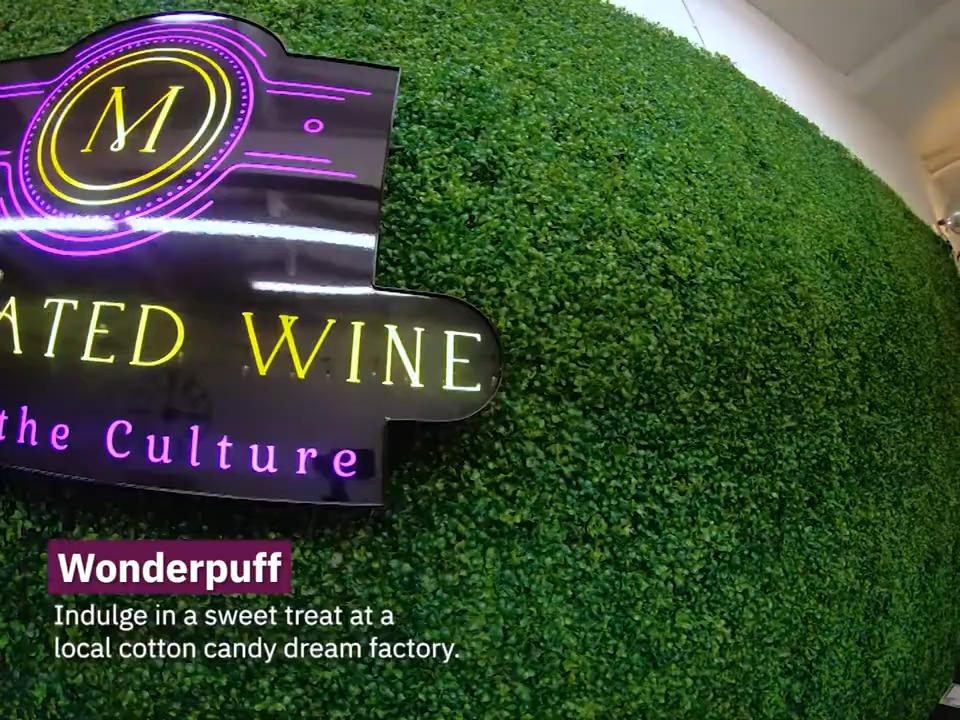 M
ATED WINE
the Culture
Wonderpuff
Indulge in a sweet treat at a
local cotton candy dream factory.